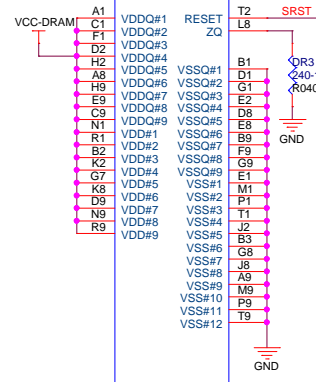 VCC-DRAM
A1 VDDQ#1
C1 VDDQ#2
F1 VDDQ#3
D2 VDDQ#4
H2 VDDQ#5
A8 VDDQ#6
H9 VDDQ#7
E9 VDDQ#8
C9 VDDQ#9
N1 VDD#1
R1 VDD#2
B2 VDD#3
K2 VDD#4
G7 VDD#5
K8 VDD#6
D9 VDD#7
N9 VDD#8
R9 VDD#9
RESET T2 SRST
ZQ L8
DR3
240-
R040
GND
VSSQ#1 B1
VSSQ#2 D1
VSSQ#3 G1
VSSQ#4 E2
VSSQ#5 D8
VSSQ#6 E8
VSSQ#7 B9
VSSQ#8 F9
VSSQ#9 G9
VSS#1 E1
VSS#2 M1
VSS#3 P1
VSS#4 T1
VSS#5 J2
VSS#6 B3
VSS#7 G8
VSS#8 J8
VSS#9 A9
VSS#10 M9
VSS#11 P9
VSS#12 T9
GND